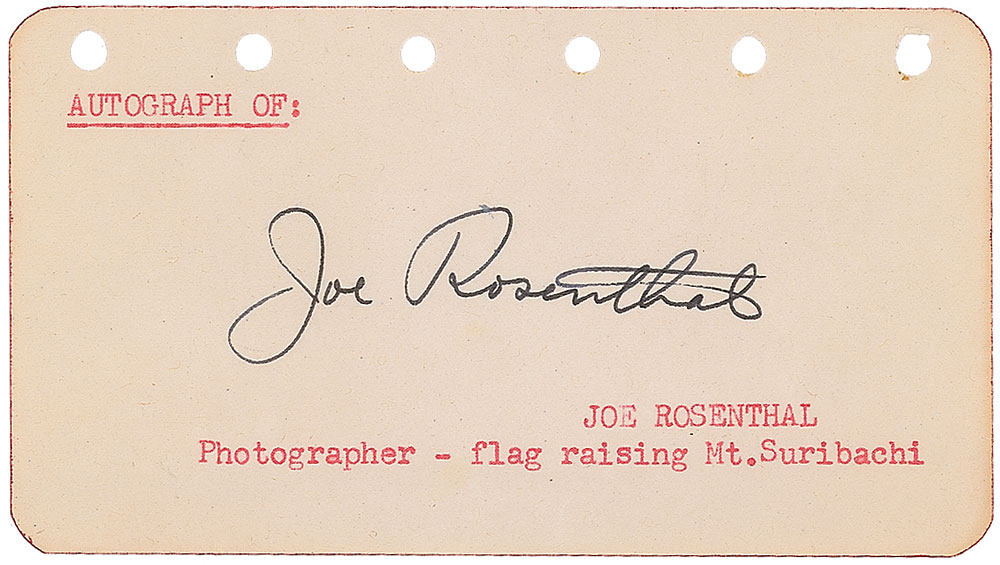 AUTOGRAPH OF:
Joe Rosenthal
JOE ROSENTHAL
Photographer - flag raising Mt.Suribachi